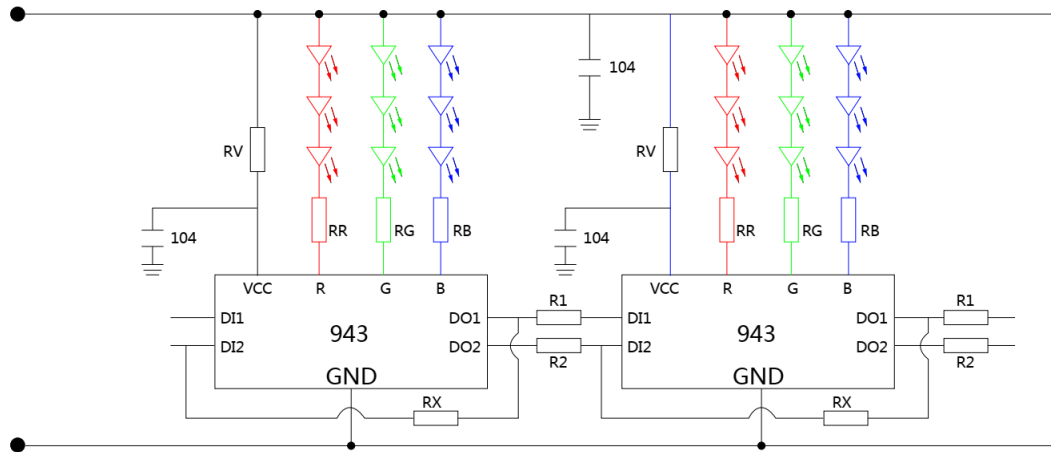 104
RV RV
104 RR RG RB 104 RR RG RB
VCC R G B VCC R G B
DI1 943 DO1 R1 DI1 943 DO1 R1
DI2 DO2 R2 DI2 DO2 R2
GND GND
RX RX